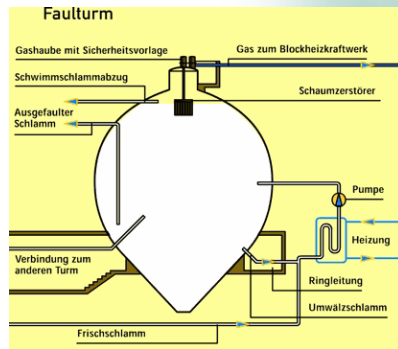 Faulturm
Gashaube mit Sicherheitsvorlage
Gas zum Blockheizkraftwerk
Schwimmschlammabzug
Schaumzerstörer
Ausgefaulter
Schlamm
Pumpe
Heizung
Verbindung zum
anderen Turm
Ringleitung
Umwälzschlamm
Frischschlamm